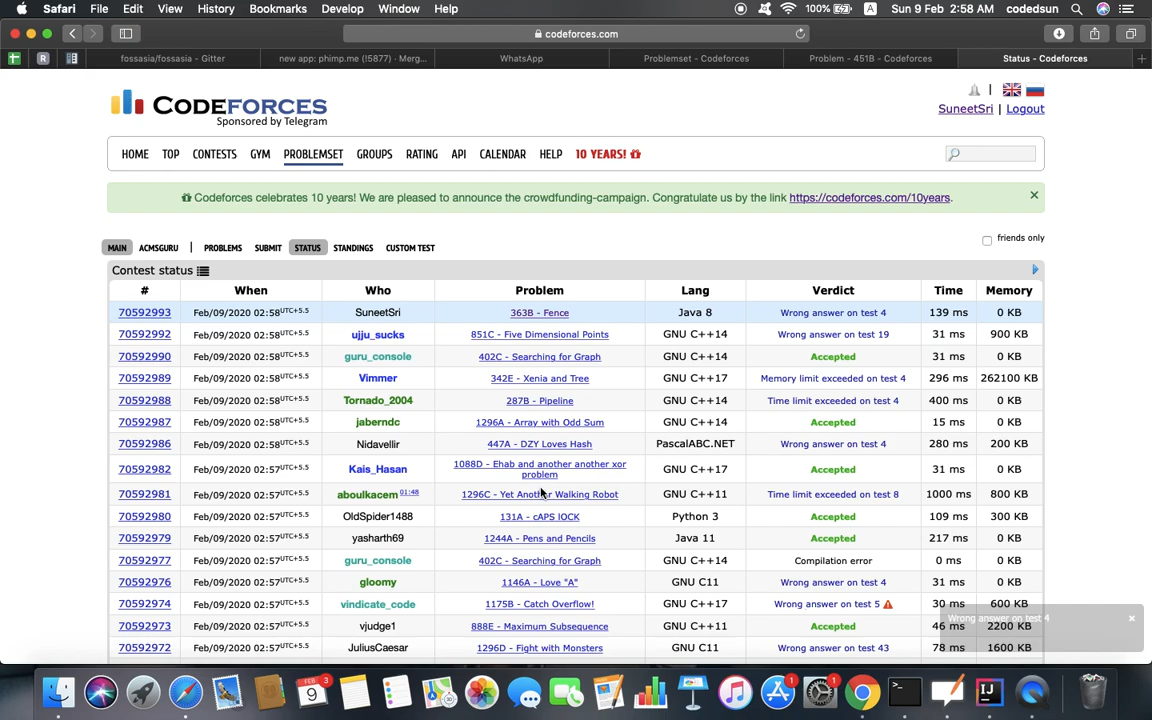 Safari File Edit View History Bookmarks Develop Window Help 100% A Sun 9 Feb 2:58 AM codedsun
codeforces.com
R fossasia/fossasia - Gitter new app: phimp.me (!5877) · Merg... WhatsApp Problemset - Codeforces Problem - 451B - Codeforces Status - Codeforces
CODEFORCES
Sponsored by Telegram
SuneetSri | Logout
HOME TOP CONTESTS GYM PROBLEMSET GROUPS RATING API CALENDAR HELP 10 YEARS!
Codeforces celebrates 10 years! We are pleased to announce the crowdfunding-campaign. Congratulate us by the link https://codeforces.com/10years.
MAIN ACMSGURU | PROBLEMS SUBMIT STATUS STANDINGS CUSTOM TEST
friends only
Contest status
# When Who Problem Lang Verdict Time Memory
70592993 Feb/09/2020 02:58UTC+5.5 SuneetSri 363B - Fence Java 8 Wrong answer on test 4 139 ms 0 KB
70592992 Feb/09/2020 02:58UTC+5.5 ujju_sucks 851C - Five Dimensional Points GNU C++14 Wrong answer on test 19 31 ms 900 KB
70592990 Feb/09/2020 02:58UTC+5.5 guru_console 402C - Searching for Graph GNU C++14 Accepted 31 ms 0 KB
70592989 Feb/09/2020 02:58UTC+5.5 Vimmer 342E - Xenia and Tree GNU C++17 Memory limit exceeded on test 4 296 ms 262100 KB
70592988 Feb/09/2020 02:58UTC+5.5 Tornado_2004 287B - Pipeline GNU C++14 Time limit exceeded on test 4 400 ms 0 KB
70592987 Feb/09/2020 02:58UTC+5.5 jaberndc 1296A - Array with Odd Sum GNU C++14 Accepted 15 ms 0 KB
70592986 Feb/09/2020 02:58UTC+5.5 Nidavellir 447A - DZY Loves Hash PascalABC.NET Wrong answer on test 4 280 ms 200 KB
70592982 Feb/09/2020 02:57UTC+5.5 Kais_Hasan 1088D - Ehab and another another xor problem GNU C++17 Accepted 31 ms 0 KB
70592981 Feb/09/2020 02:57UTC+5.5 aboulkacem 01:48 1296C - Yet Another Walking Robot GNU C++11 Time limit exceeded on test 8 1000 ms 800 KB
70592980 Feb/09/2020 02:57UTC+5.5 OldSpider1488 131A - cAPS lOCK Python 3 Accepted 109 ms 300 KB
70592979 Feb/09/2020 02:57UTC+5.5 yasharth69 1244A - Pens and Pencils Java 11 Accepted 217 ms 0 KB
70592977 Feb/09/2020 02:57UTC+5.5 guru_console 402C - Searching for Graph GNU C++14 Compilation error 0 ms 0 KB
70592976 Feb/09/2020 02:57UTC+5.5 gloomy 1146A - Love "A" GNU C11 Wrong answer on test 4 31 ms 0 KB
70592974 Feb/09/2020 02:57UTC+5.5 vindicate_code 1175B - Catch Overflow! GNU C++17 Wrong answer on test 5 30 ms 600 KB
70592973 Feb/09/2020 02:57UTC+5.5 vjudge1 888E - Maximum Subsequence GNU C++11 Accepted 46 ms 2200 KB
70592972 Feb/09/2020 02:57UTC+5.5 JuliusCaesar 1296D - Fight with Monsters GNU C11 Wrong answer on test 43 78 ms 1600 KB
Wrong answer on test 4
FEB 9 3 1 1